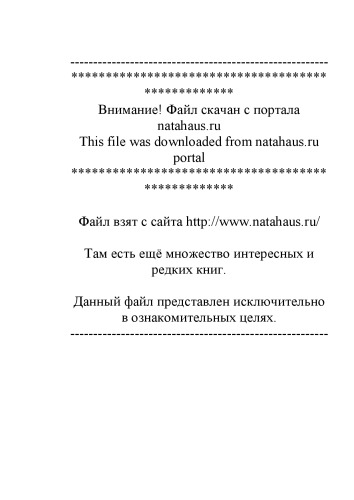 --------------------------------------------------------
*************************************
*************
Внимание! Файл скачан с портала
natahaus.ru
This file was downloaded from natahaus.ru
portal
*************************************
*************
Файл взят с сайта http://www.natahaus.ru/
Там есть ещё множество интересных и
редких книг.
Данный файл представлен исключительно
в ознакомительных целях.
--------------------------------------------------------